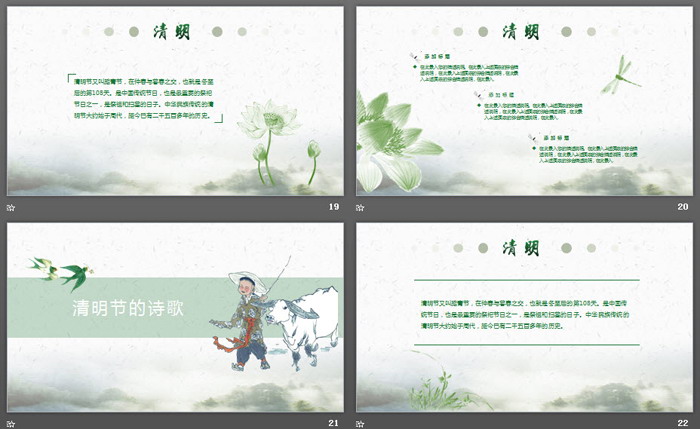 清明
清明节又叫踏青节，在仲春与暮春之交，也就是冬至
后的第108天。是中国传统节日，也是最重要的祭祀
节日之一，是祭祖和扫墓的日子。中华民族传统的清
明节大约始于周代，距今已有二千五百多年的历史。
19
清明
添加标题
添加标题
添加标题
20
清明节的诗歌
21
清明
清明节又叫踏青节，在仲春与暮春之交，也就是冬至后的第108天。是中国传
统节日，也是最重要的祭祀节日之一，是祭祖和扫墓的日子。中华民族传统的
清明节大约始于周代，距今已有二千五百多年的历史。
22